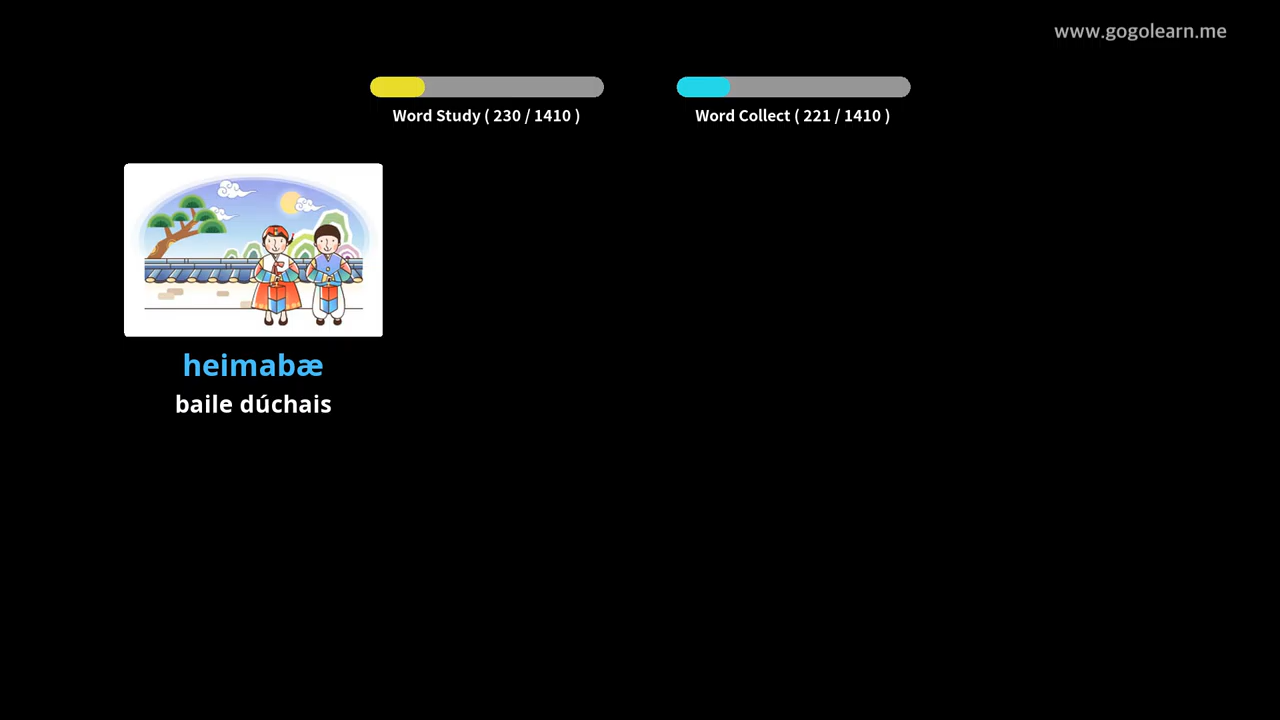 www.gogolearn.me
Word Study ( 230 / 1410 )
Word Collect ( 221 / 1410 )
heimabæ
baile dúchais